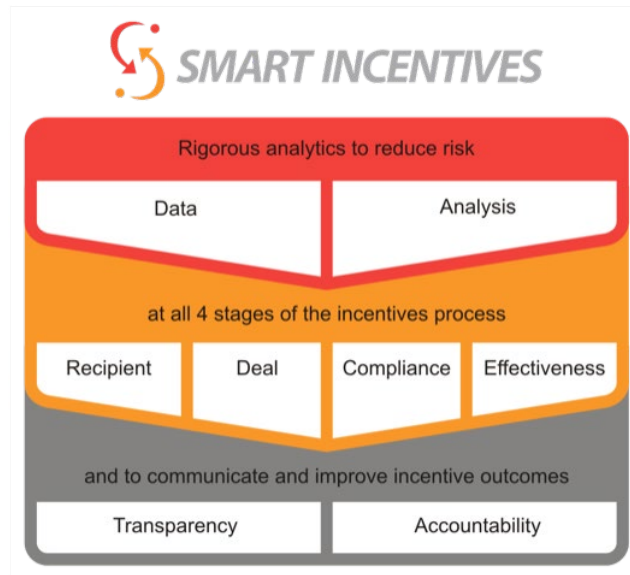 SMART INCENTIVES
Rigorous analytics to reduce risk
Data
Analysis
at all 4 stages of the incentives process
Recipient
Deal
Compliance
Effectiveness
and to communicate and improve incentive outcomes
Transparency
Accountability